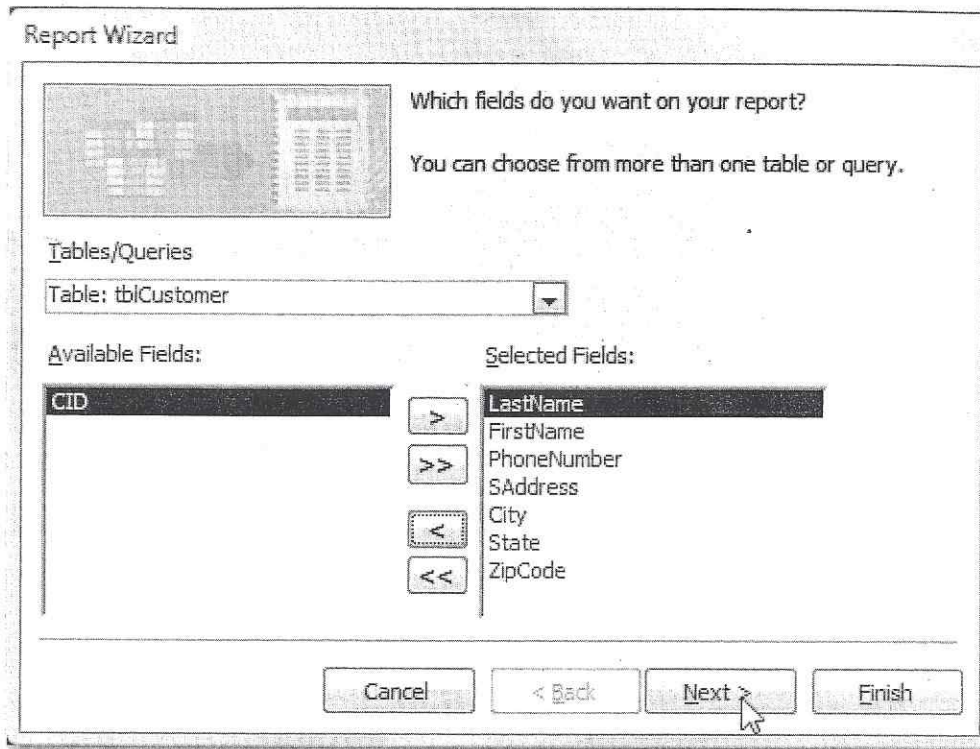 Report Wizard
Which fields do you want on your report?
You can choose from more than one table or query.
Tables/Queries
Table: tblCustomer
Available Fields:
Selected Fields:
CID
>
>>
<
<<
LastName
FirstName
PhoneNumber
SAddress
City
State
ZipCode
Cancel
< Back
Next >
Finish